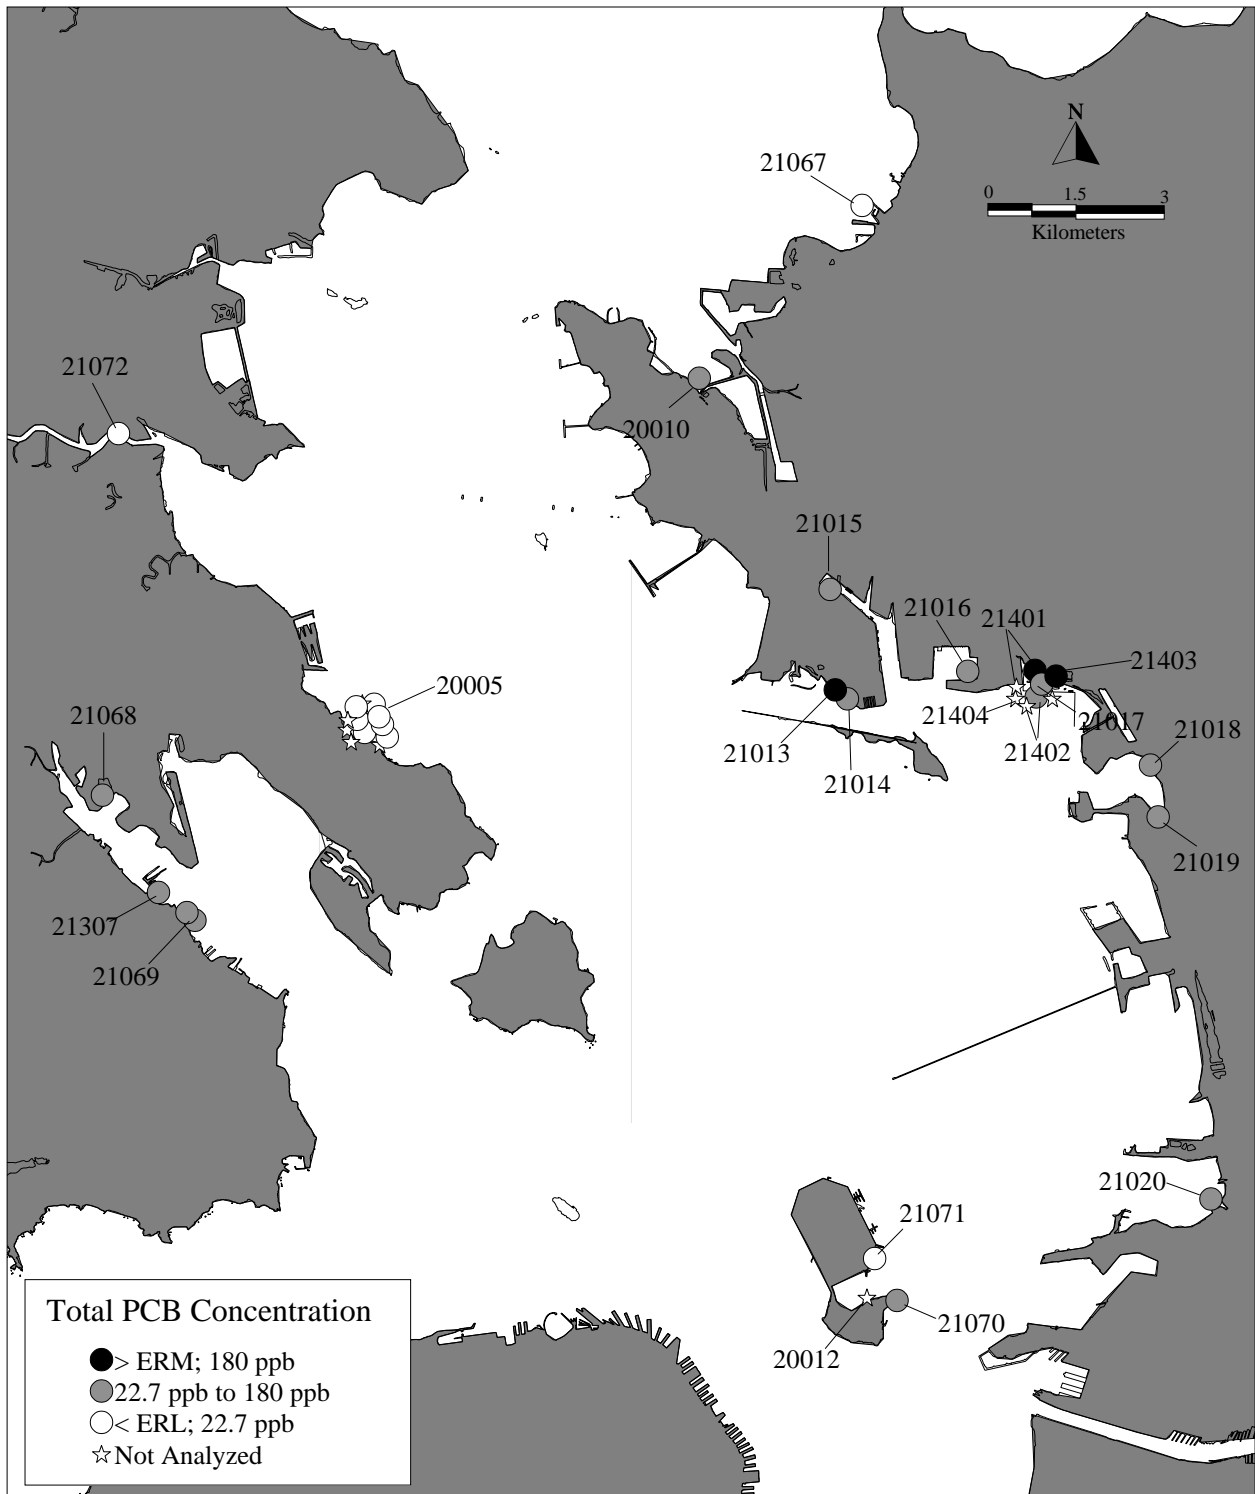 N
21067
0 1.5 3
Kilometers
21072
20010
21015
21016
21401
21403
20005
21068
21404
21017
21013
21402
21018
21014
21019
21307
21069
21020
21071
21070
20012
Total PCB Concentration
> ERM; 180 ppb
22.7 ppb to 180 ppb
< ERL; 22.7 ppb
Not Analyzed